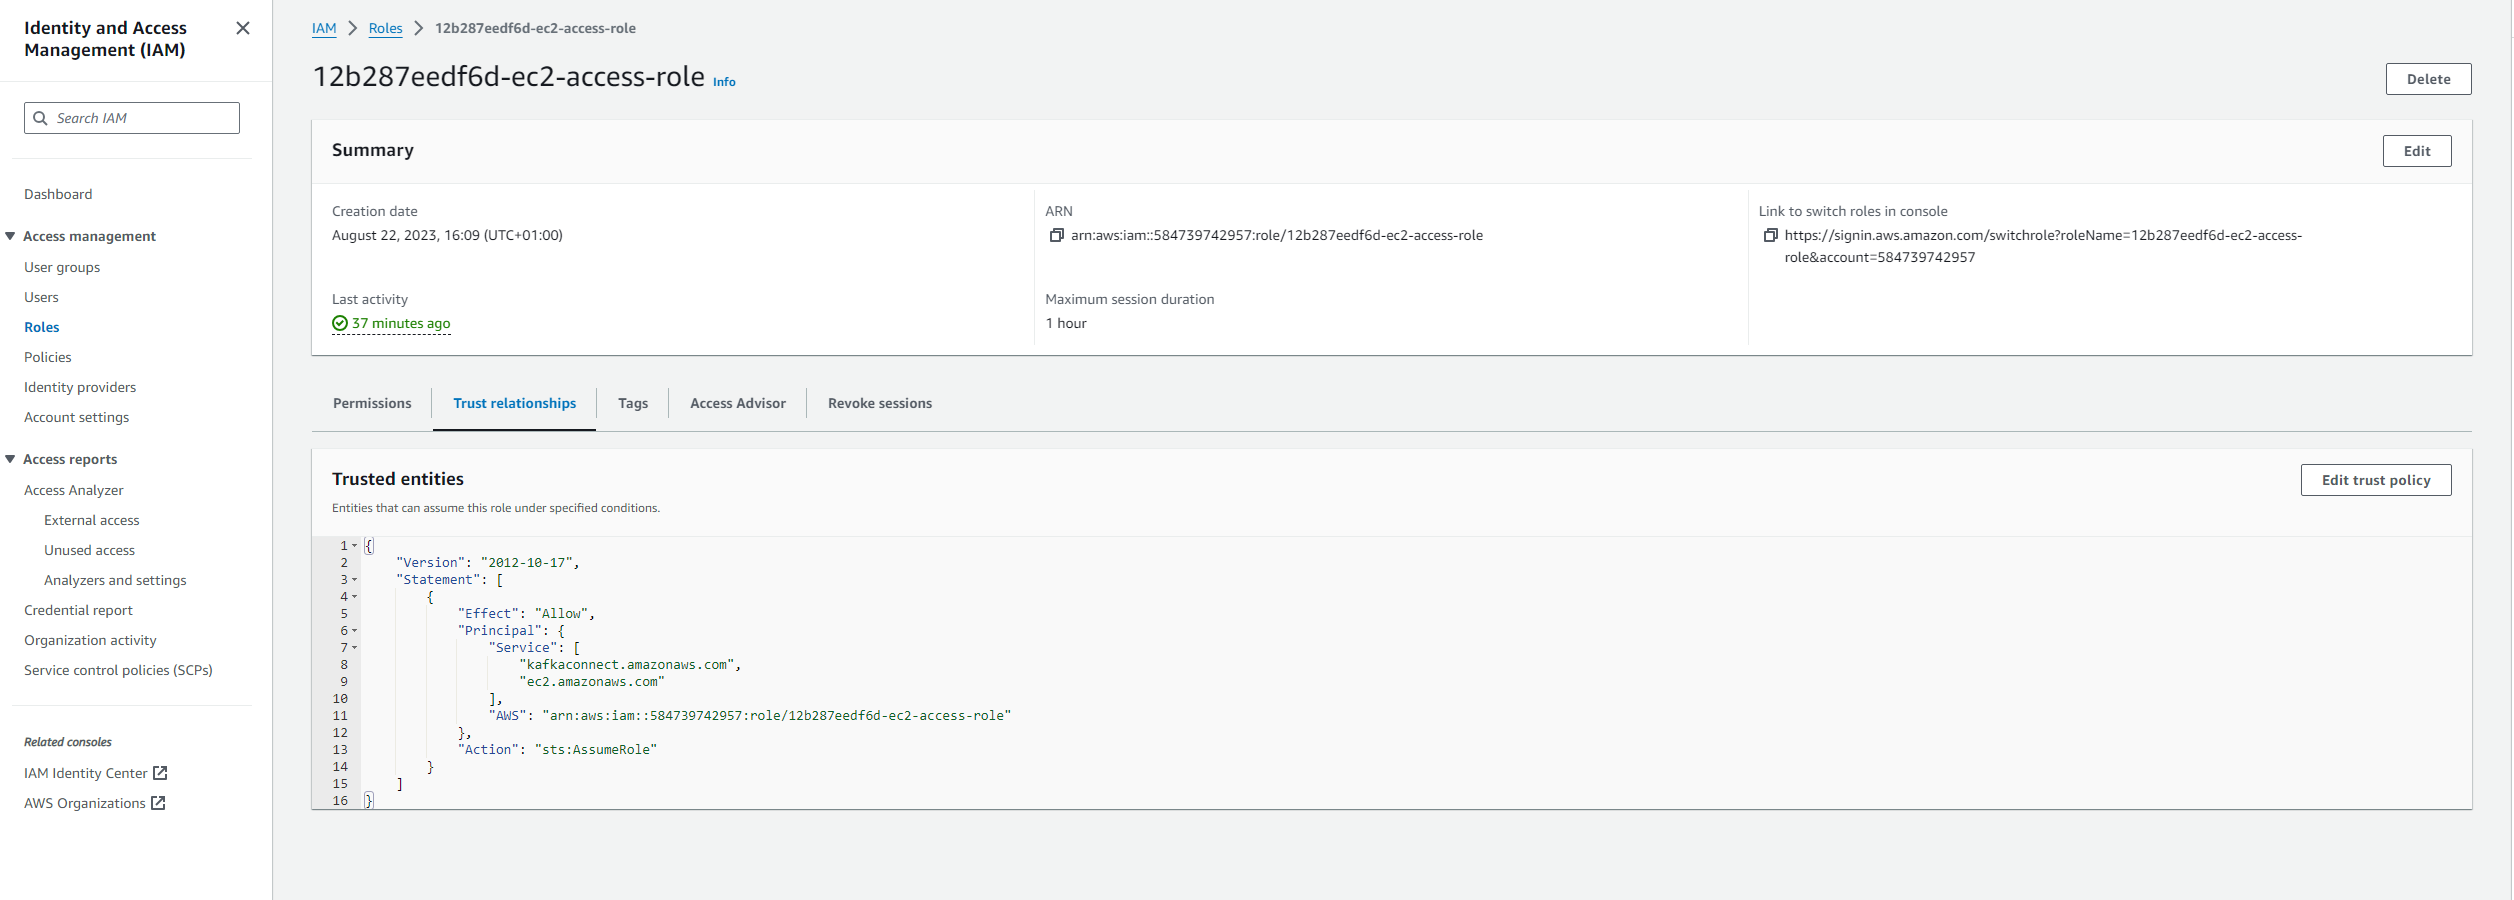 Identity and Access
Management (IAM)
Search IAM
Dashboard
Access management
User groups
Users
Roles
Policies
Identity providers
Account settings
Access reports
Access Analyzer
External access
Unused access
Analyzers and settings
Credential report
Organization activity
Service control policies (SCPs)
Related consoles
IAM Identity Center
AWS Organizations
IAM > Roles > 12b287eedf6d-ec2-access-role
12b287eedf6d-ec2-access-role Info
Delete
Summary
Edit
Creation date
August 22, 2023, 16:09 (UTC+01:00)
ARN
arn:aws:iam::584739742957:role/12b287eedf6d-ec2-access-role
Link to switch roles in console
https://signin.aws.amazon.com/switchrole?roleName=12b287eedf6d-ec2-access-
role&account=584739742957
Last activity
37 minutes ago
Maximum session duration
1 hour
Permissions
Trust relationships
Tags
Access Advisor
Revoke sessions
Trusted entities
Edit trust policy
Entities that can assume this role under specified conditions.
1 {
2 "Version": "2012-10-17",
3 "Statement": [
4 {
5 "Effect": "Allow",
6 "Principal": {
7 "Service": [
8 "kafkaconnect.amazonaws.com",
9 "ec2.amazonaws.com"
10 ],
11 "AWS": "arn:aws:iam::584739742957:role/12b287eedf6d-ec2-access-role"
12 },
13 "Action": "sts:AssumeRole"
14 }
15 ]
16 }